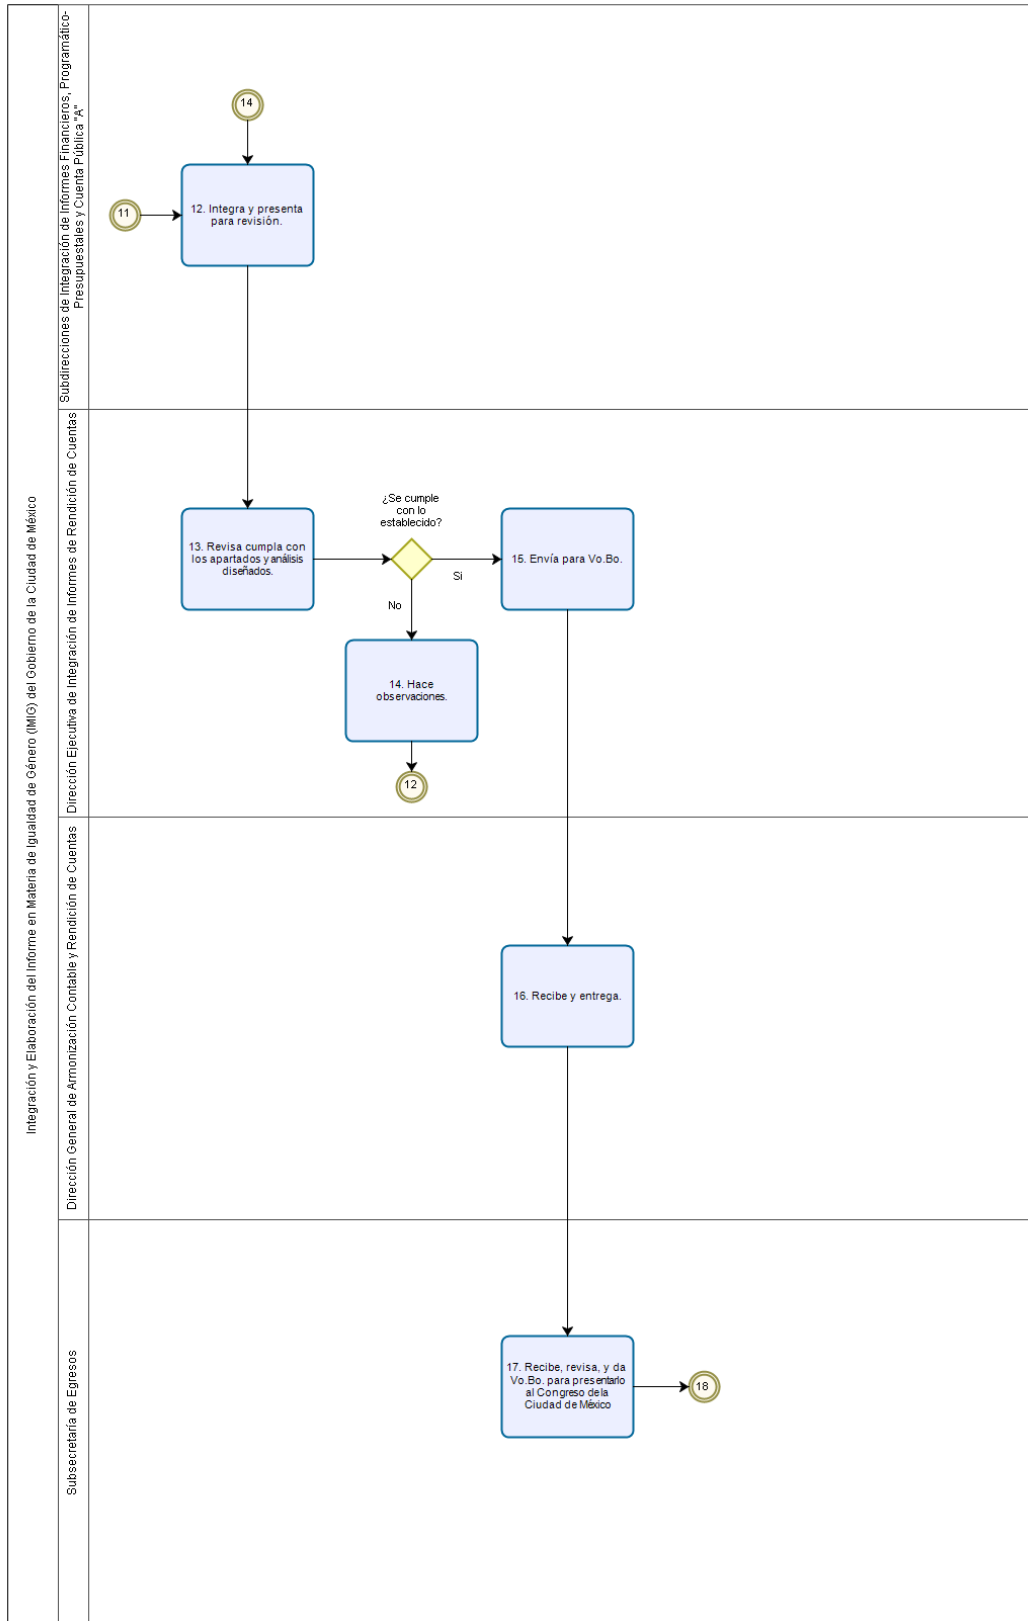 Integración y Elaboración del Informe en Materia de Igualdad de Género (IMIG) del Gobierno de la Ciudad de México
Subdirecciones de Integración de Informes Financieros, Programático-
Presupuestales y Cuenta Pública "A"
14
11
12. Integra y presenta
para revisión.
Dirección Ejecutiva de Integración de Informes de Rendición de Cuentas
¿Se cumple
con lo
establecido?
13. Revisa cumpla con
los apartados y análisis
diseñados.
Si
15. Envía para Vo.Bo.
No
14. Hace
observaciones.
12
Dirección General de Armonización Contable y Rendición de Cuentas
16. Recibe y entrega.
Subsecretaría de Egresos
17. Recibe, revisa, y da
Vo.Bo. para presentarlo
al Congreso de la
Ciudad de México
18